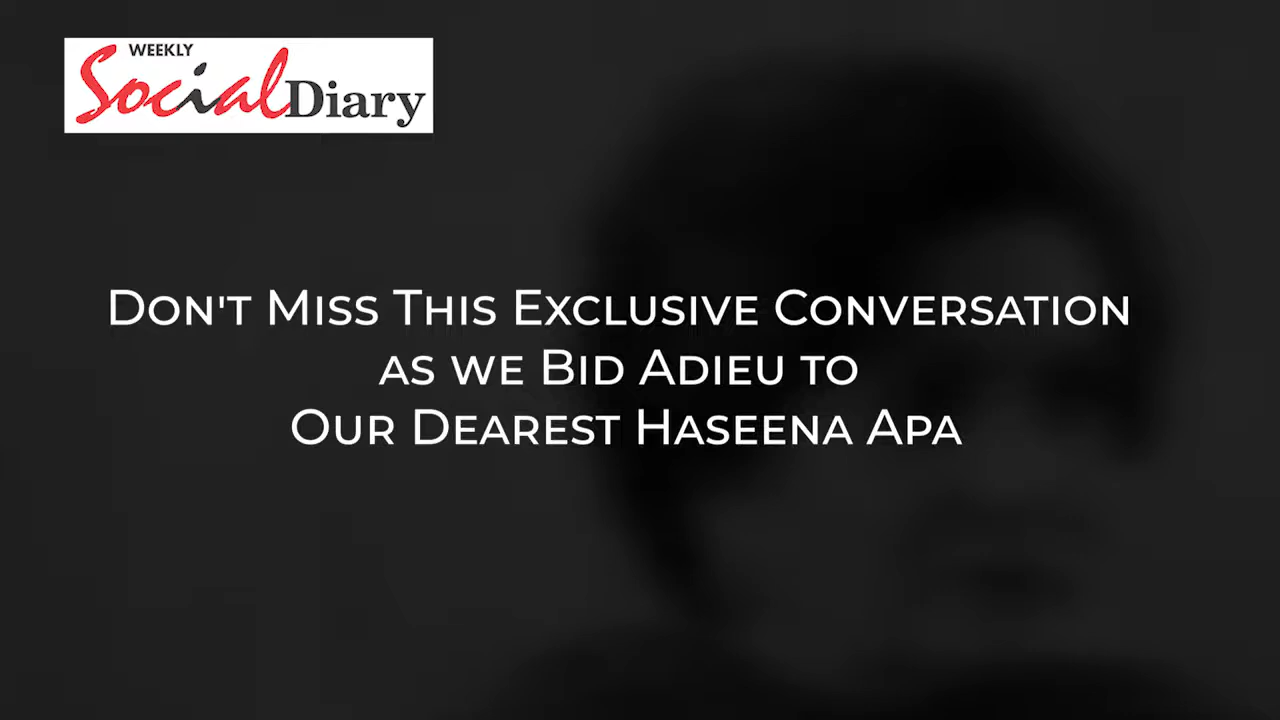 WEEKLY
Social Diary
DON'T MISS THIS EXCLUSIVE CONVERSATION
AS WE BID ADIEU TO
OUR DEAREST HASEENA APA